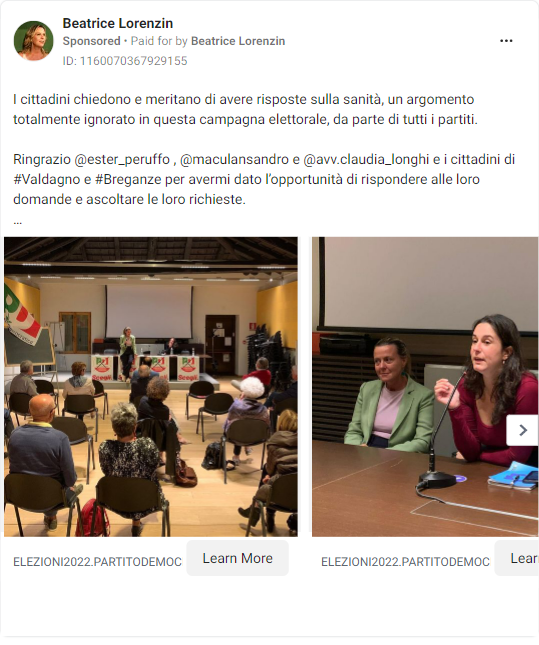 Beatrice Lorenzin
Sponsored • Paid for by Beatrice Lorenzin
ID: 1160070367929155
I cittadini chiedono e meritano di avere risposte sulla sanità, un argomento
totalmente ignorato in questa campagna elettorale, da parte di tutti i partiti.
Ringrazio @ester_peruffo , @maculansandro e @avv.claudia_longhi e i cittadini di
#Valdagno e #Breganze per avermi dato l'opportunità di rispondere alle loro
domande e ascoltare le loro richieste.
...
PD
ELEZIONI2022.PARTITODEMOC
Learn More
ELEZIONI2022.PARTITODEMOC
Lear